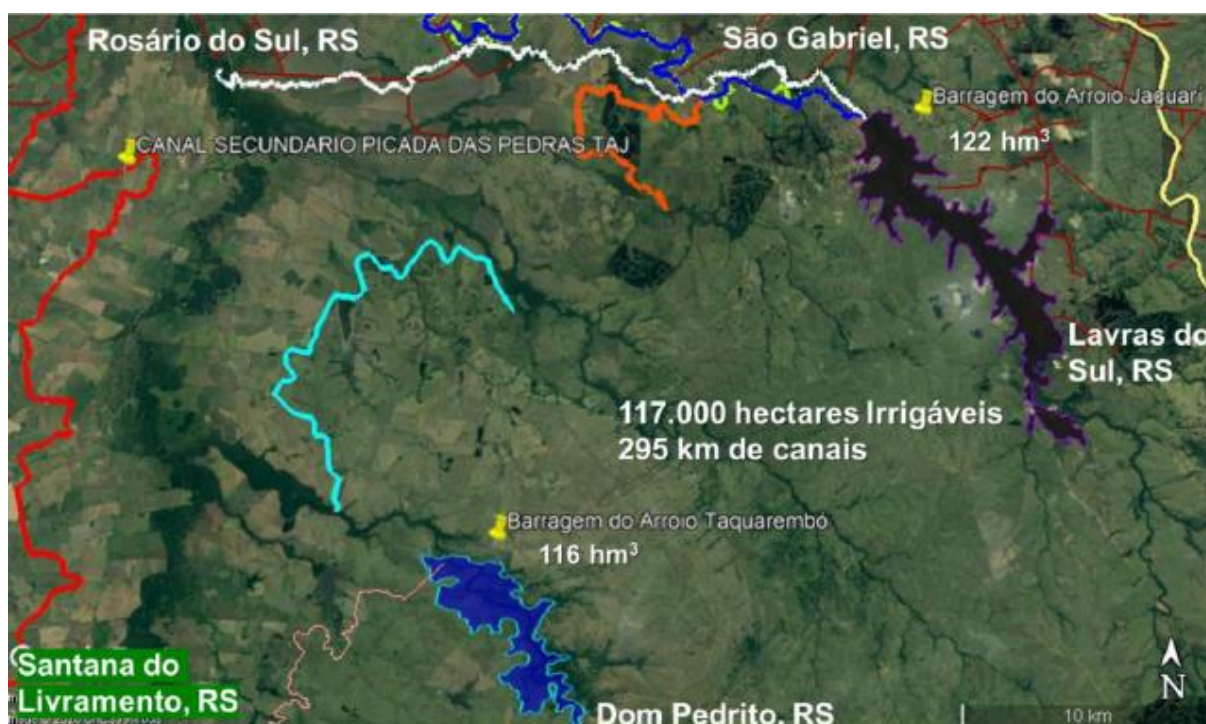 Rosário do Sul, RS
São Gabriel, RS
Barragem do Arroio Jaguari
122 hm³
CANAL SECUNDARIO PICADA DAS PEDRAS TAJ
Lavras do
Sul, RS
117.000 hectares Irrigáveis
295 km de canais
Barragem do Arroio Taquarembó
116 hm³
Santana do
Livramento, RS
Dom Pedrito, RS
N
10 km